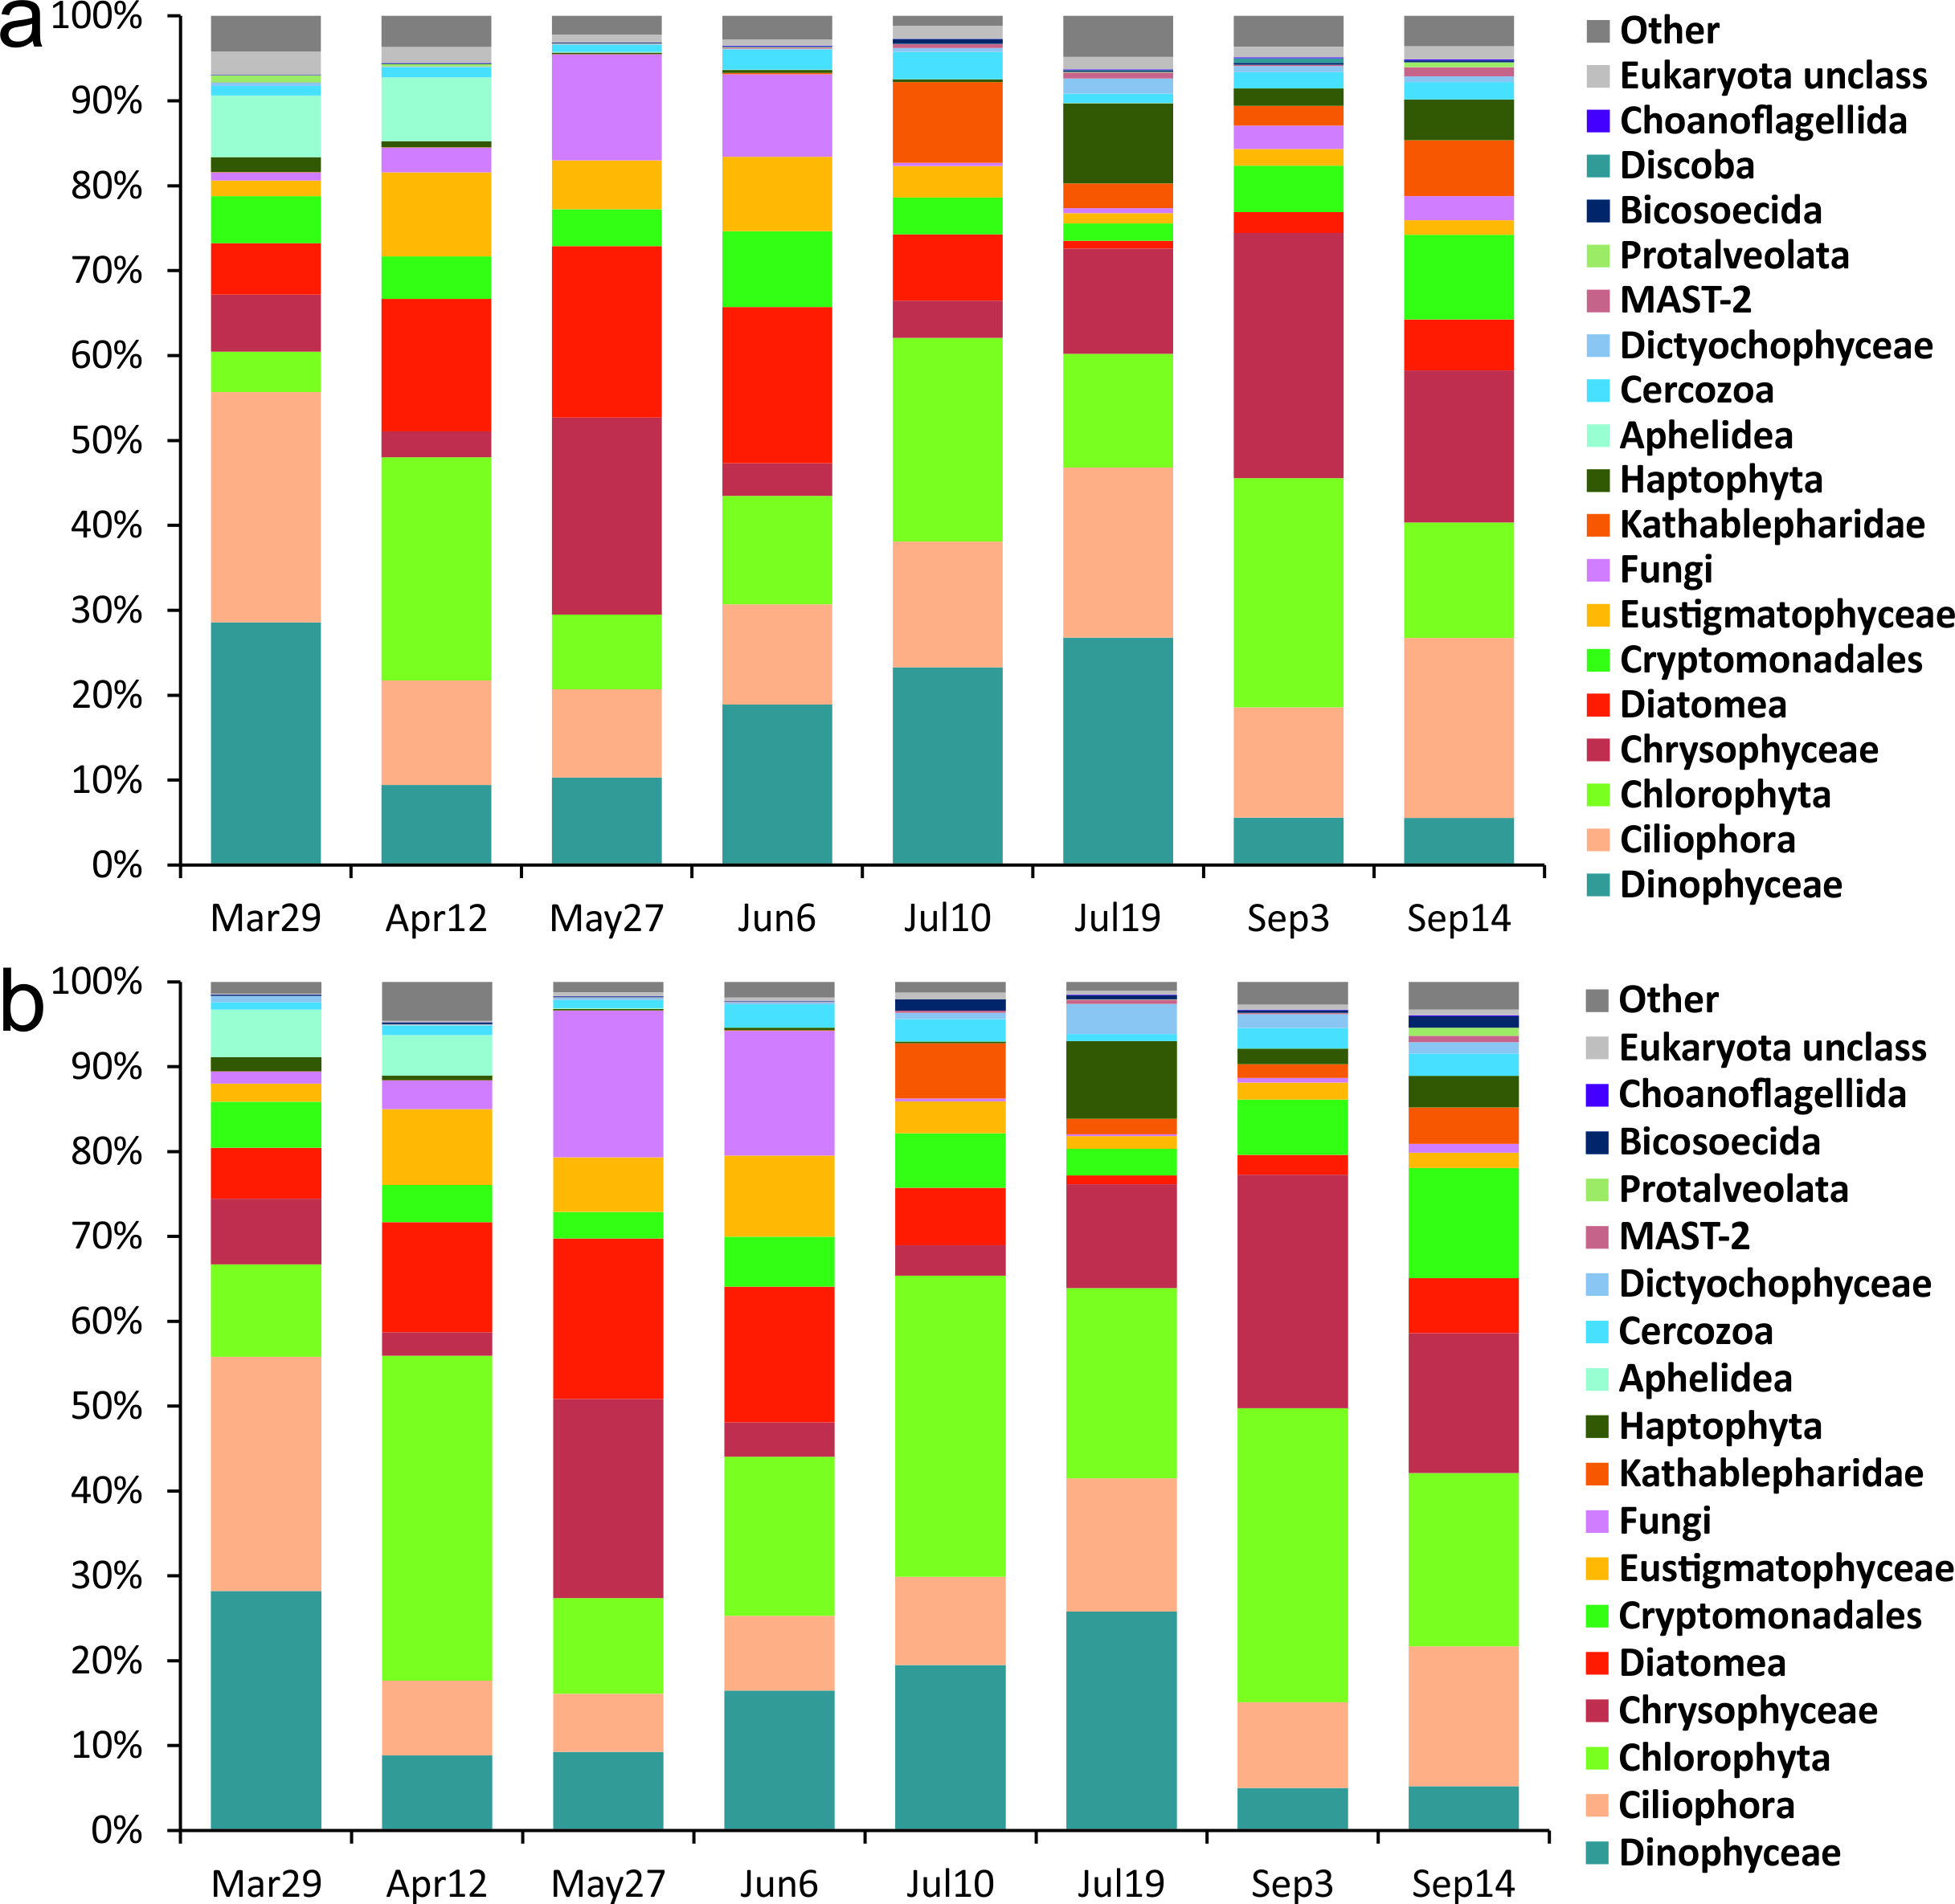 a
100%
90%
80%
70%
60%
50%
40%
30%
20%
10%
0%
Mar29 Apr12 May27 Jun6 Jul10 Jul19 Sep3 Sep14
Other
Eukaryota unclass
Choanoflagellida
Discoba
Bicosoecida
Protalveolata
MAST-2
Dictyochophyceae
Cercozoa
Aphelidea
Haptophyta
Kathablepharidae
Fungi
Eustigmatophyceae
Cryptomonadales
Diatomea
Chrysophyceae
Chlorophyta
Ciliophora
Dinophyceae
b
100%
90%
80%
70%
60%
50%
40%
30%
20%
10%
0%
Mar29 Apr12 May27 Jun6 Jul10 Jul19 Sep3 Sep14
Other
Eukaryota unclass
Choanoflagellida
Bicosoecida
Protalveolata
MAST-2
Dictyochophyceae
Cercozoa
Aphelidea
Haptophyta
Kathablepharidae
Fungi
Eustigmatophyceae
Cryptomonadales
Diatomea
Chrysophyceae
Chlorophyta
Ciliophora
Dinophyceae